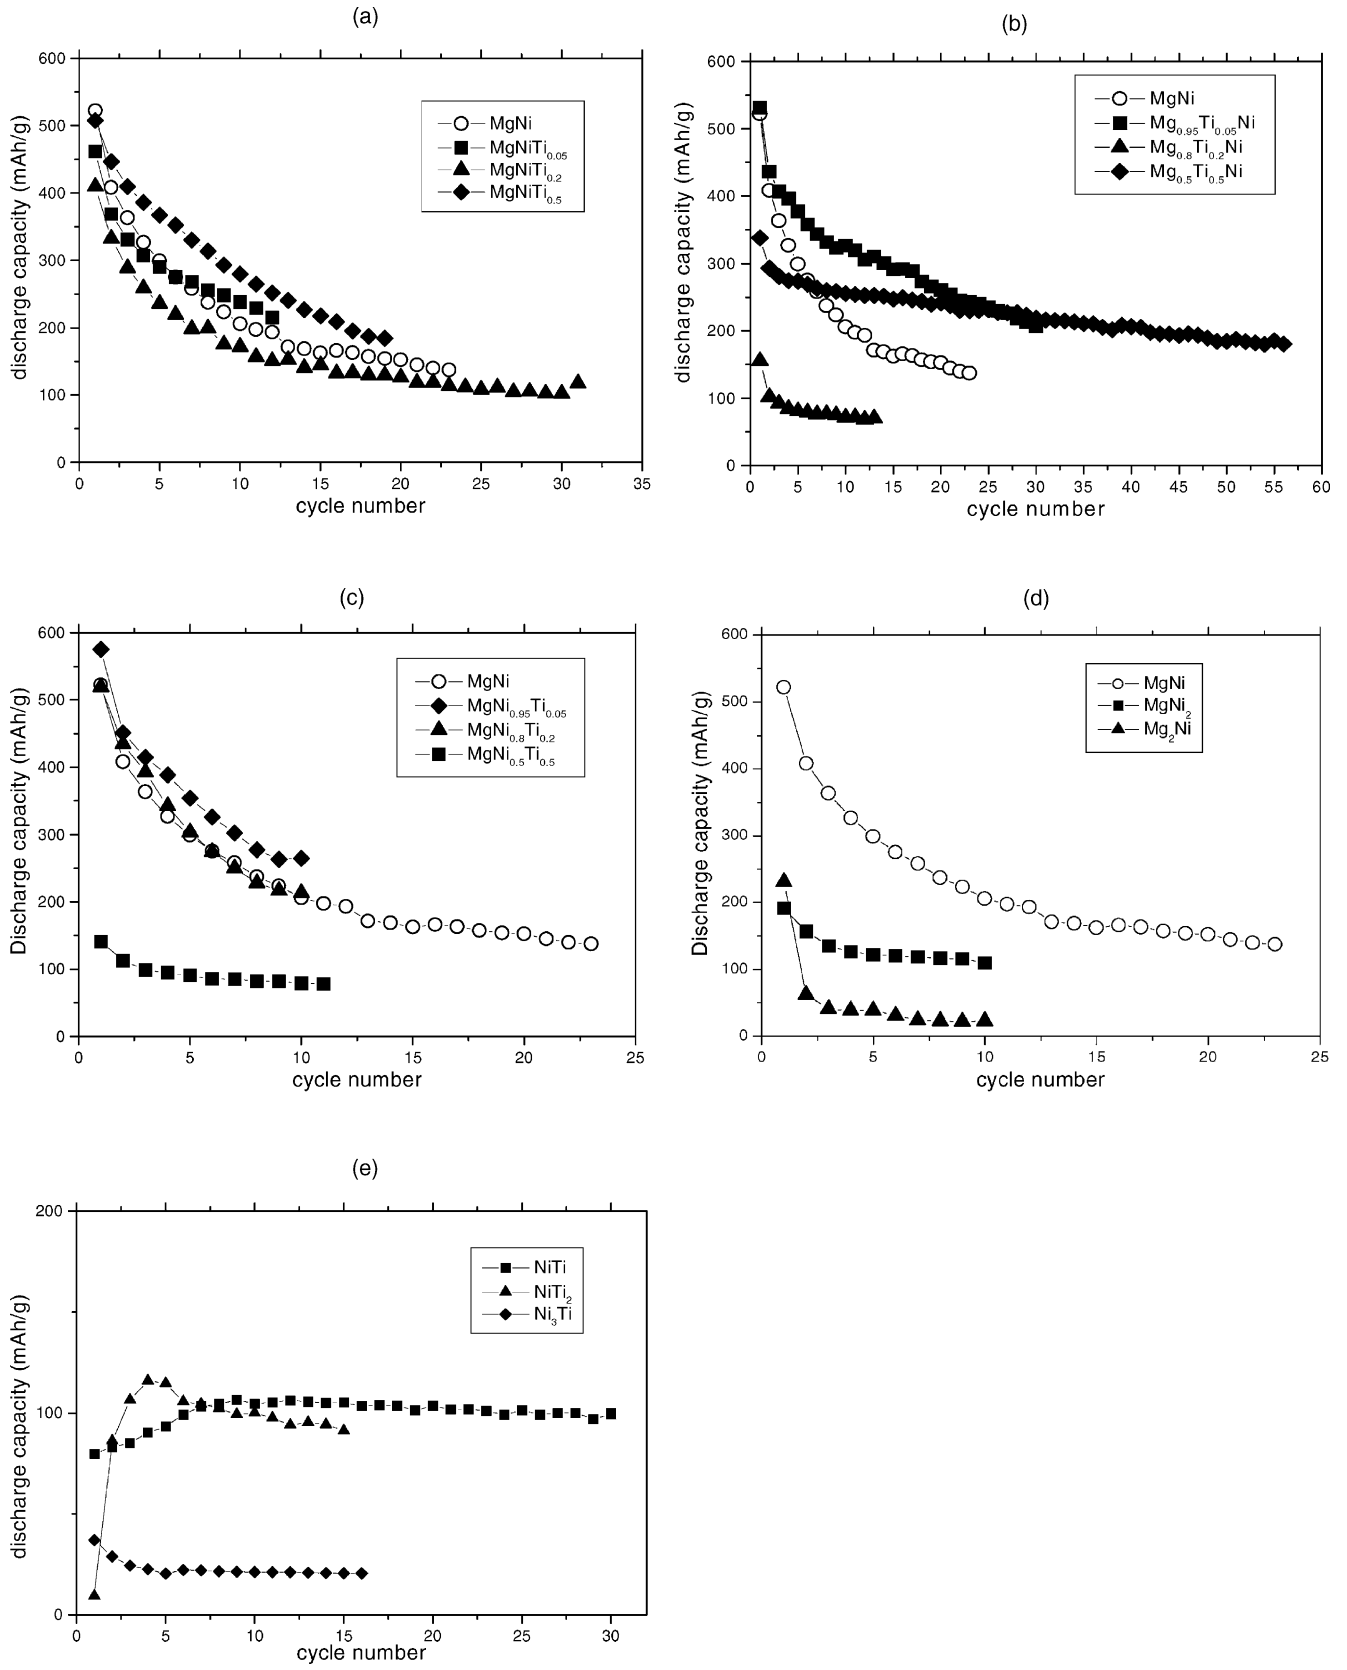 (a)
600
500
400
300
200
100
0
discharge capacity (mAh/g)
MgNi
MgNiTi0.05
MgNiTi0.2
MgNiTi0.5
0 5 10 15 20 25 30 35
cycle number
(b)
600
500
400
300
200
100
0
discharge capacity (mAh/g)
MgNi
Mg0.95Ti0.05Ni
Mg0.8Ti0.2Ni
Mg0.5Ti0.5Ni
0 5 10 15 20 25 30 35 40 45 50 55 60
cycle number
(c)
600
500
400
300
200
100
0
Discharge capacity (mAh/g)
MgNi
MgNi0.95Ti0.05
MgNi0.8Ti0.2
MgNi0.5Ti0.5
0 5 10 15 20 25
cycle number
(d)
600
500
400
300
200
100
0
Discharge capacity (mAh/g)
MgNi
MgNi2
Mg2Ni
0 5 10 15 20 25
cycle number
(e)
200
100
0
discharge capacity (mAh/g)
NiTi
NiTi2
Ni3Ti
0 5 10 15 20 25 30
cycle number